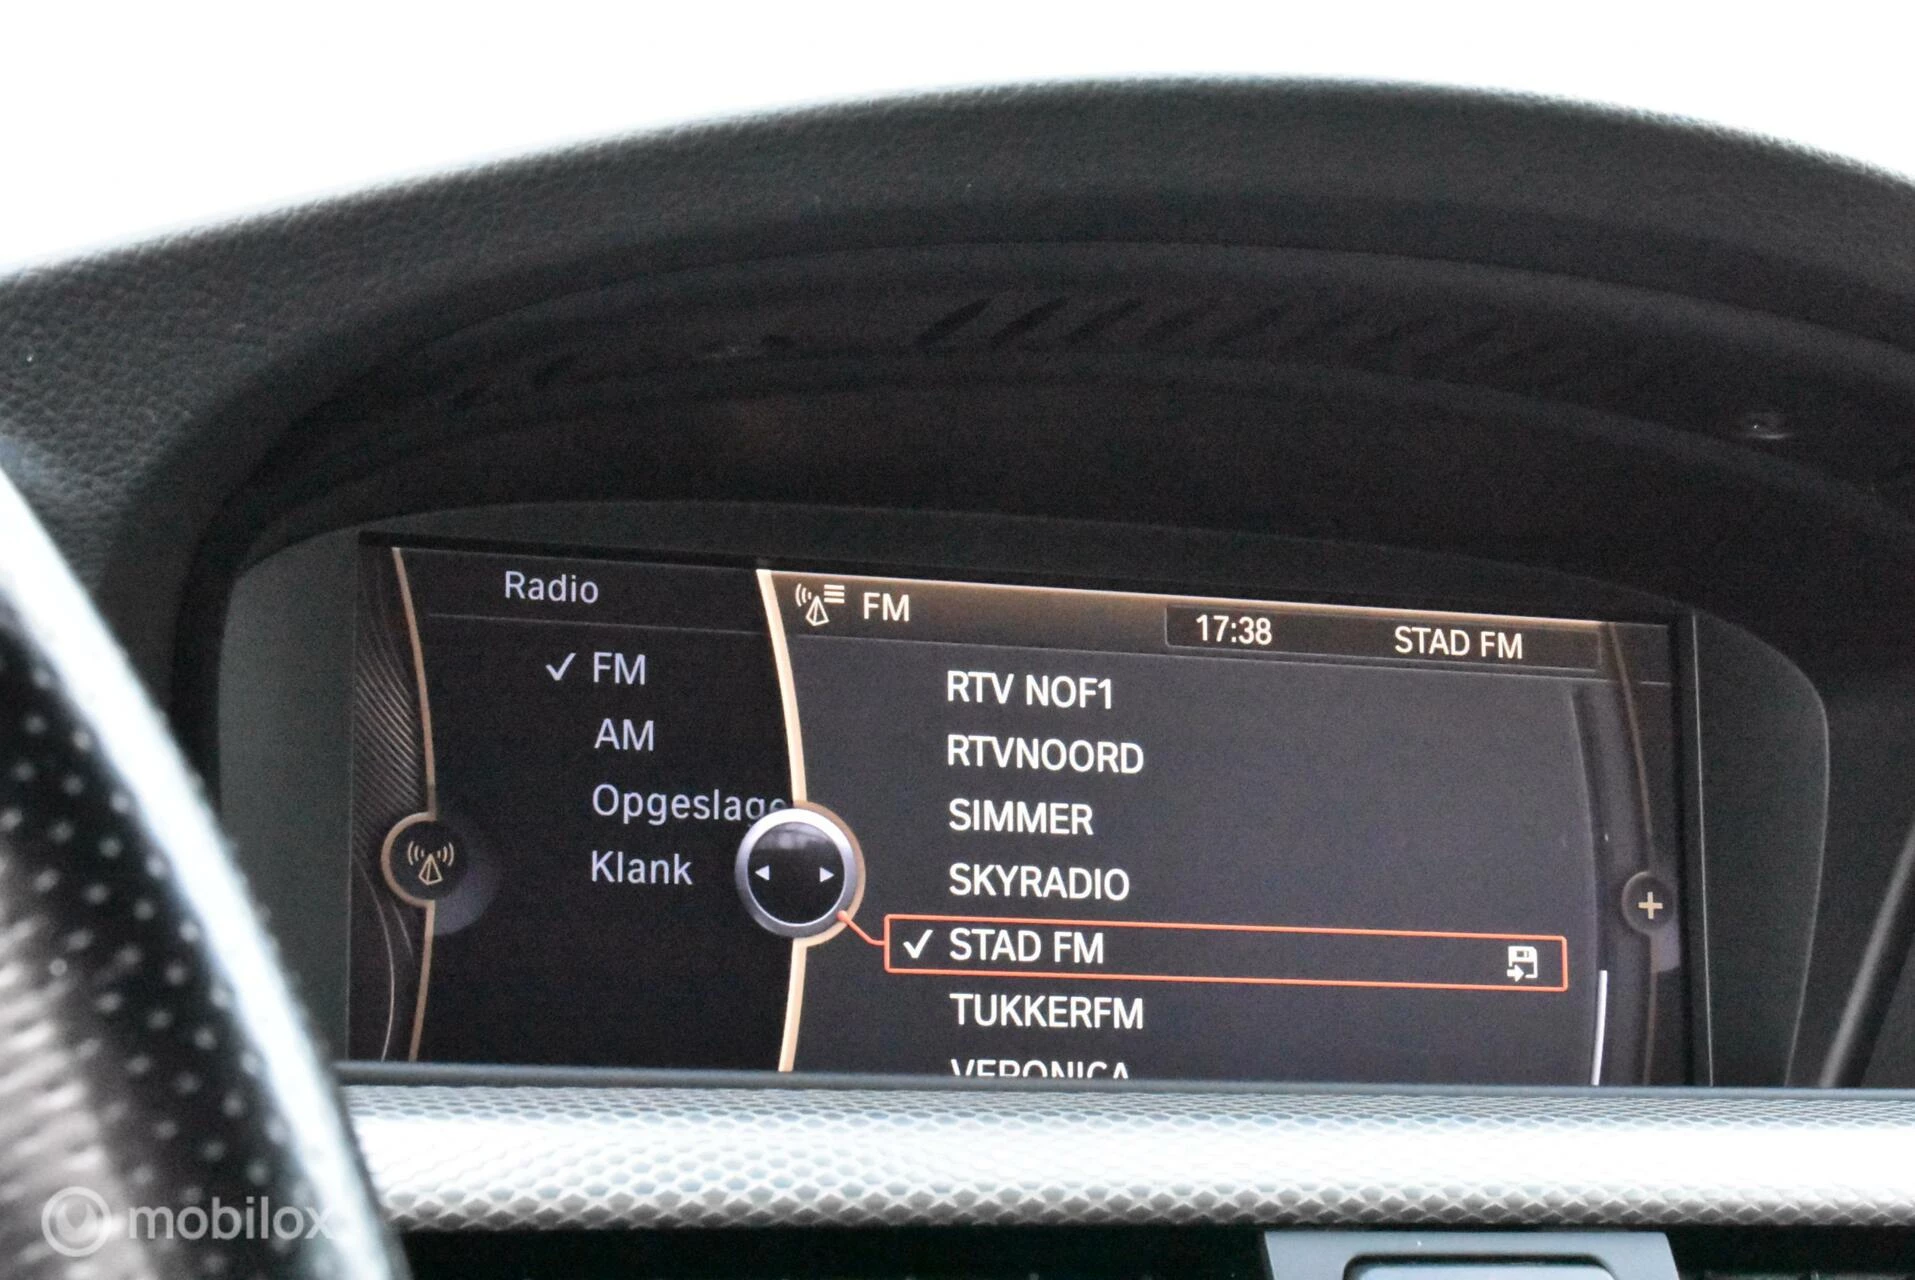 Radio
FM
AM
Opgeslage
Klank
FM
17:38
STAD FM
RTV NOF1
RTVNOORD
SIMMER
SKYRADIO
STAD FM
TUKKERFM
VERONICA
mobilox